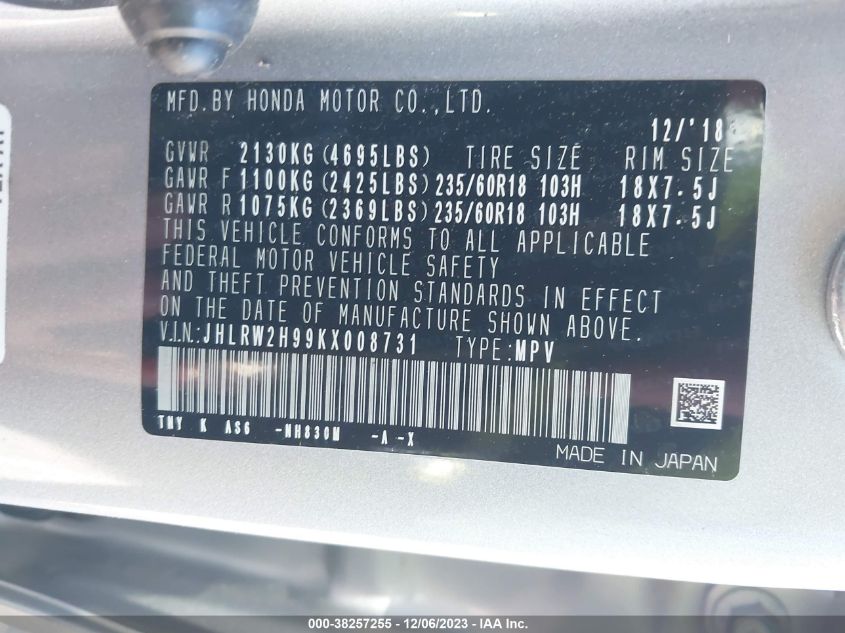 MFD.BY HONDA MOTOR CO.,LTD.
12/'18
GVWR 2130KG(4695LBS) TIRE SIZE RIM SIZE
GAWR F 1100KG(2425LBS) 235/60R18 103H 18X7.5J
GAWR R 1075KG(2369LBS) 235/60R18 103H 18X7.5J
THIS VEHICLE CONFORMS TO ALL APPLICABLE
FEDERAL MOTOR VEHICLE SAFETY
AND THEFT PREVENTION STANDARDS IN EFFECT
ON THE DATE OF MANUFACTURE SHOWN ABOVE.
V.I.N.:JHLRW2H99KX008731 TYPE:MPV
TNY K AS6 -NH830M -A -X
MADE IN JAPAN
000-38257255 - 12/06/2023 - IAA Inc.